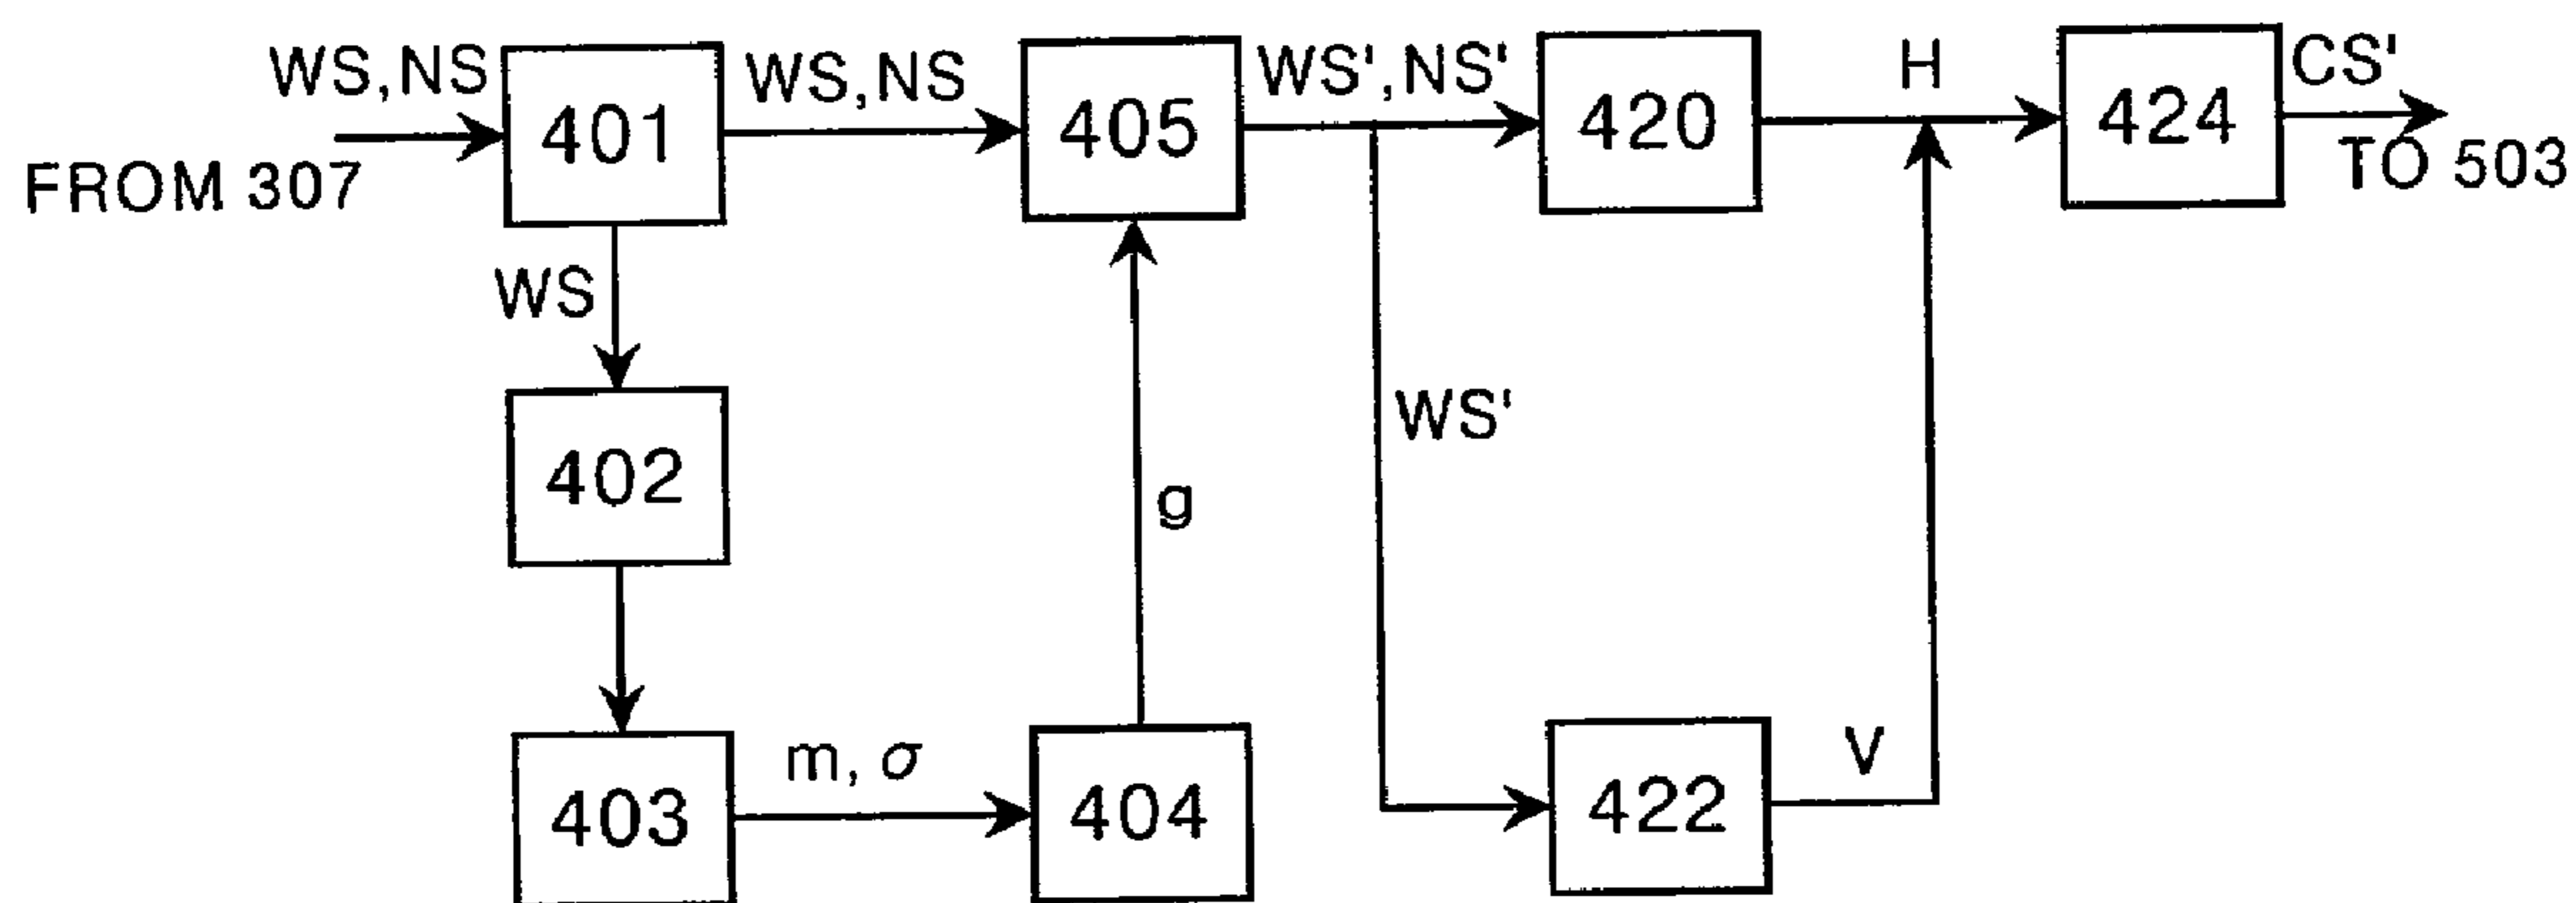 WS,NS
401
WS,NS
405
WS',NS'
420
H
424
CS'
FROM 307
TO 503
WS
WS'
402
g
403
m, σ
404
422
V